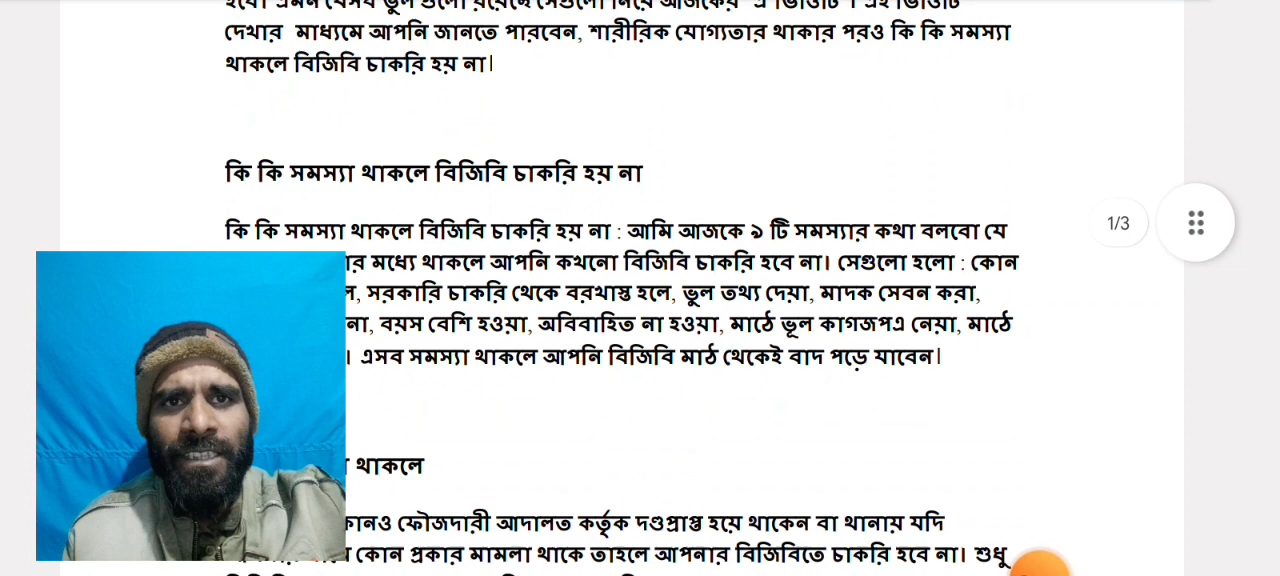 দেখার মাধ্যমে আপনি জানতে পারবেন, শারীরিক যোগ্যতার থাকার পরও কি কি সমস্যা
থাকলে বিজিবি চাকরি হয় না।
কি কি সমস্যা থাকলে বিজিবি চাকরি হয় না
কি কি সমস্যা থাকলে বিজিবি চাকরি হয় না : আমি আজকে ৯ টি সমস্যার কথা বলবো যে
র মধ্যে থাকলে আপনি কখনো বিজিবি চাকরি হবে না। সেগুলো হলো : কোন
ল, সরকারি চাকরি থেকে বরখাস্ত হলে, ভুল তথ্য দেয়া, মাদক সেবন করা,
না, বয়স বেশি হওয়া, অবিবাহিত না হওয়া, মাঠে ভূল কাগজপএ নেয়া, মাঠে
। এসব সমস্যা থাকলে আপনি বিজিবি মাঠ থেকেই বাদ পড়ে যাবেন।
থাকলে
কোনও ফৌজদারী আদালত কর্তৃক দণ্ডপ্রাপ্ত হয়ে থাকেন বা থানায় যদি
কোন প্রকার মামলা থাকে তাহলে আপনার বিজিবিতে চাকরি হবে না। শুধু
1/3